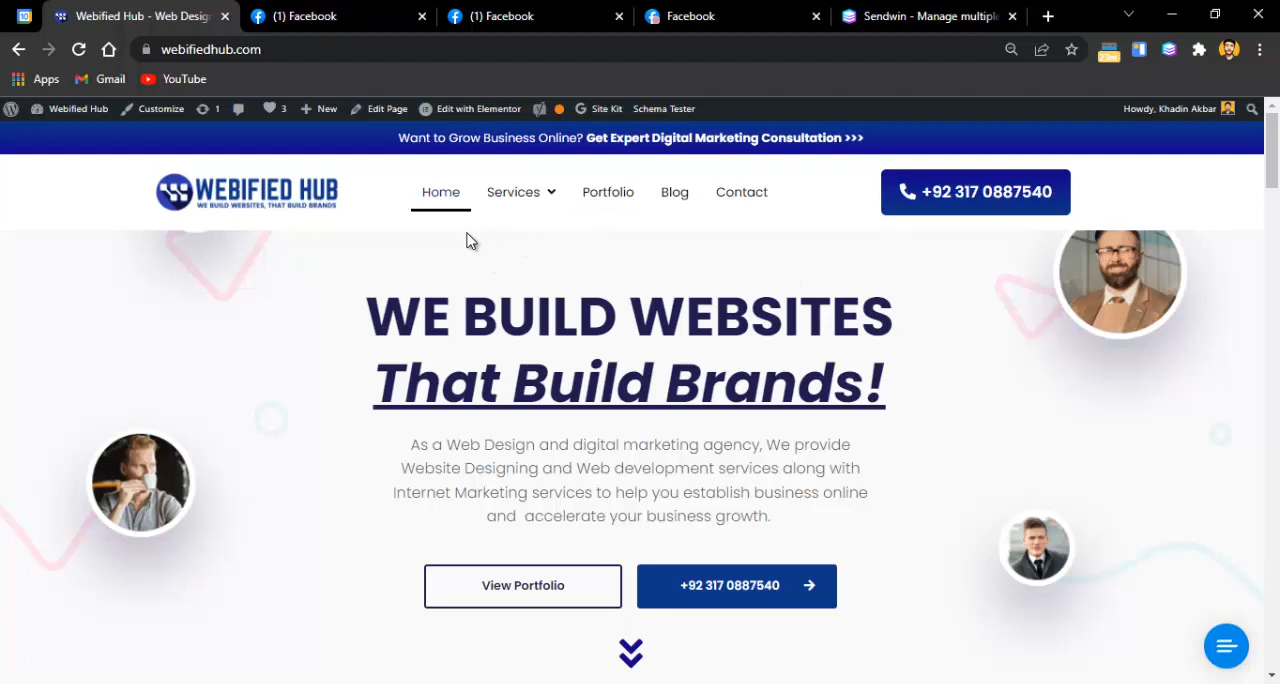 Webified Hub - Web Desig
(1) Facebook
(1) Facebook
Facebook
Sendwin - Manage multiple
webifiedhub.com
Apps
Gmail
YouTube
Webified Hub
Customize
1
3
New
Edit Page
Edit with Elementor
Site Kit
Schema Tester
Howdy, Khadin Akbar
Want to Grow Business Online? Get Expert Digital Marketing Consultation >>>
WEBIFIED HUB
WE BUILD WEBSITES, THAT BUILD BRANDS
Home
Services
Portfolio
Blog
Contact
+92 317 0887540
WE BUILD WEBSITES
That Build Brands!
As a Web Design and digital marketing agency, We provide
Website Designing and Web development services along with
Internet Marketing services to help you establish business online
and accelerate your business growth.
View Portfolio
+92 317 0887540